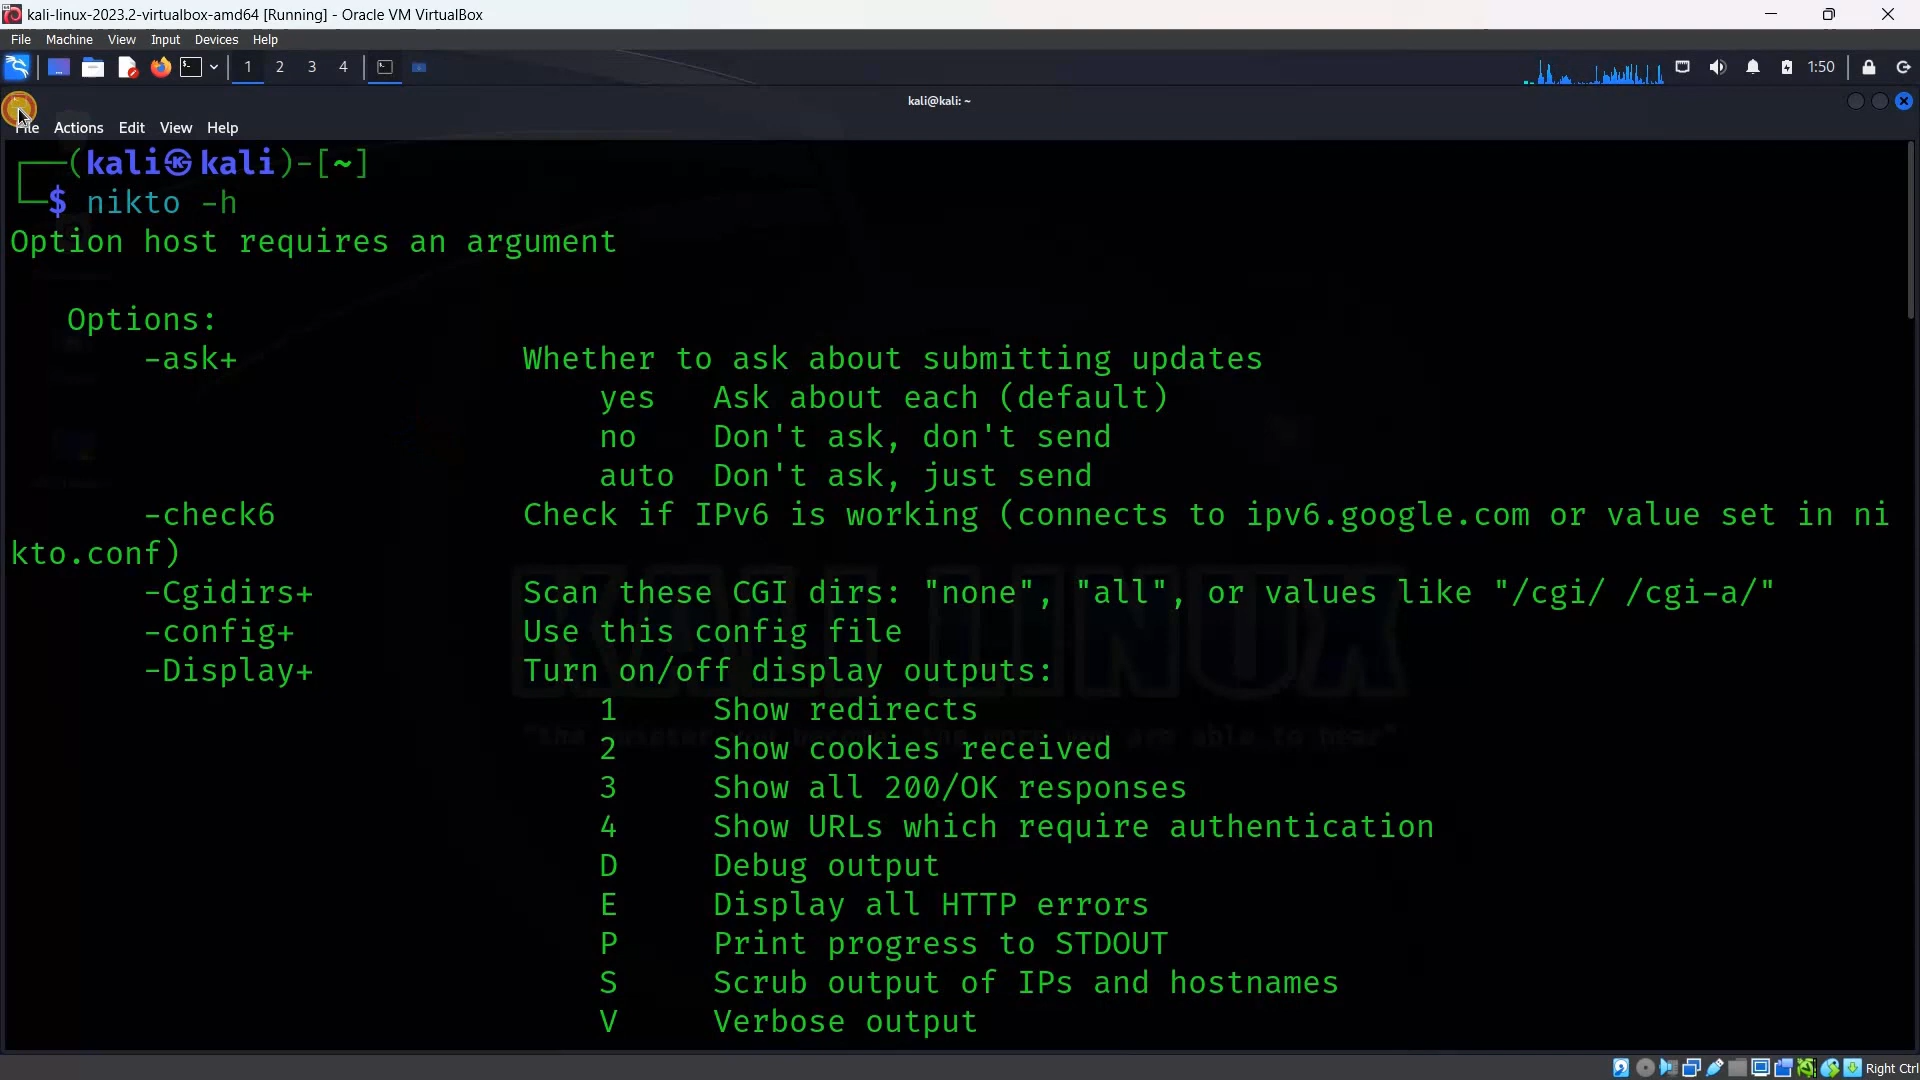 kali-linux-2023.2-virtualbox-amd64 [Running] - Oracle VM VirtualBox
File Machine View Input Devices Help
1 2 3 4 1:50
kali@kali: ~
File Actions Edit View Help
(kali㉿kali)-[~]
$ nikto -h
Option host requires an argument
Options:
-ask+ Whether to ask about submitting updates
yes Ask about each (default)
no Don't ask, don't send
auto Don't ask, just send
-check6 Check if IPv6 is working (connects to ipv6.google.com or value set in ni
kto.conf)
-Cgidirs+ Scan these CGI dirs: "none", "all", or values like "/cgi/ /cgi-a/"
-config+ Use this config file
-Display+ Turn on/off display outputs:
1 Show redirects
2 Show cookies received
3 Show all 200/OK responses
4 Show URLs which require authentication
D Debug output
E Display all HTTP errors
P Print progress to STDOUT
S Scrub output of IPs and hostnames
V Verbose output
KALI LINUX
Right Ctrl